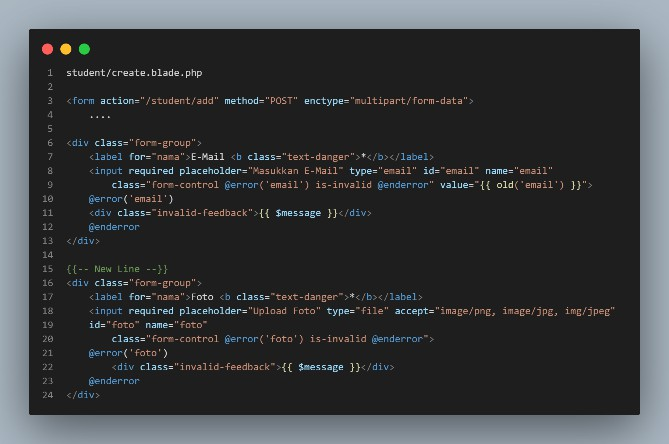 1 student/create.blade.php
2
3 <form action="/student/add" method="POST" enctype="multipart/form-data">
4     ....
5
6 <div class="form-group">
7     <label for="nama">E-Mail <b class="text-danger">*</b></label>
8     <input required placeholder="Masukkan E-Mail" type="email" id="email" name="email"
9         class="form-control @error('email') is-invalid @enderror" value="{{ old('email') }}">
10     @error('email')
11     <div class="invalid-feedback">{{ $message }}</div>
12     @enderror
13 </div>
14
15 {{-- New Line --}}
16 <div class="form-group">
17     <label for="nama">Foto <b class="text-danger">*</b></label>
18     <input required placeholder="Upload Foto" type="file" accept="image/png, image/jpg, img/jpeg"
19     id="foto" name="foto"
20         class="form-control @error('foto') is-invalid @enderror">
21     @error('foto')
22         <div class="invalid-feedback">{{ $message }}</div>
23     @enderror
24 </div>